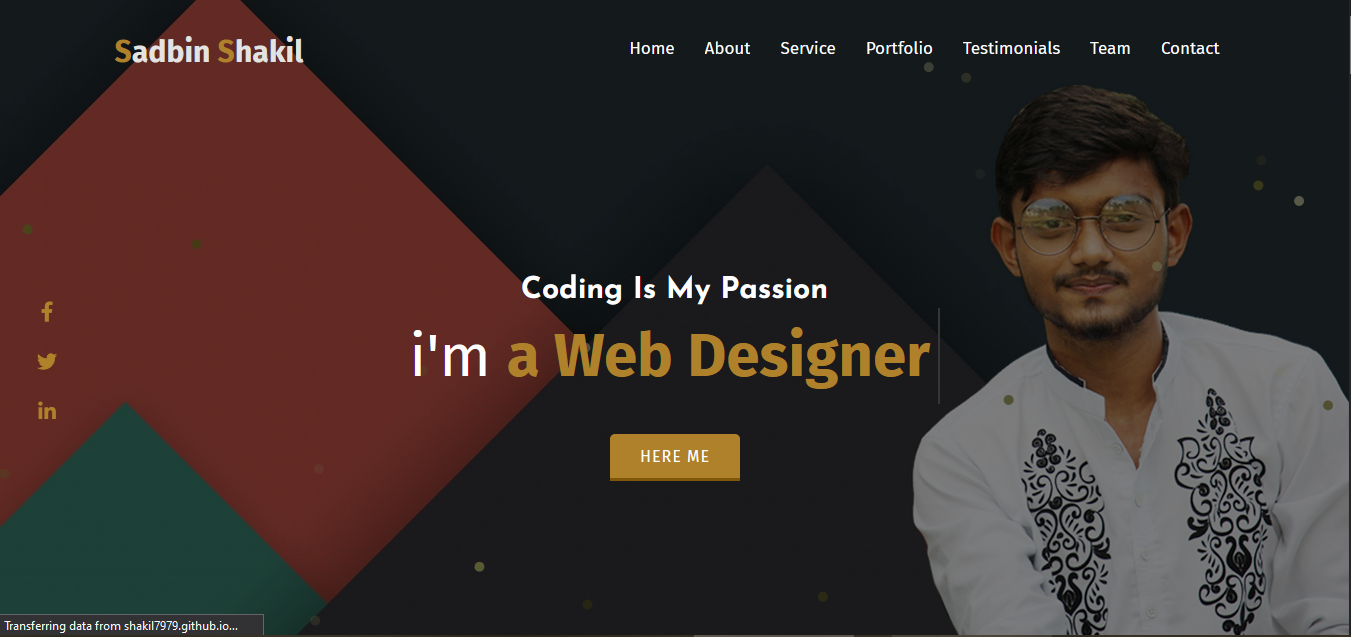 Sadbin Shakil
Home About Service Portfolio Testimonials Team Contact
Coding Is My Passion
i'm a Web Designer
HERE ME
Transferring data from shakil7979.github.io...